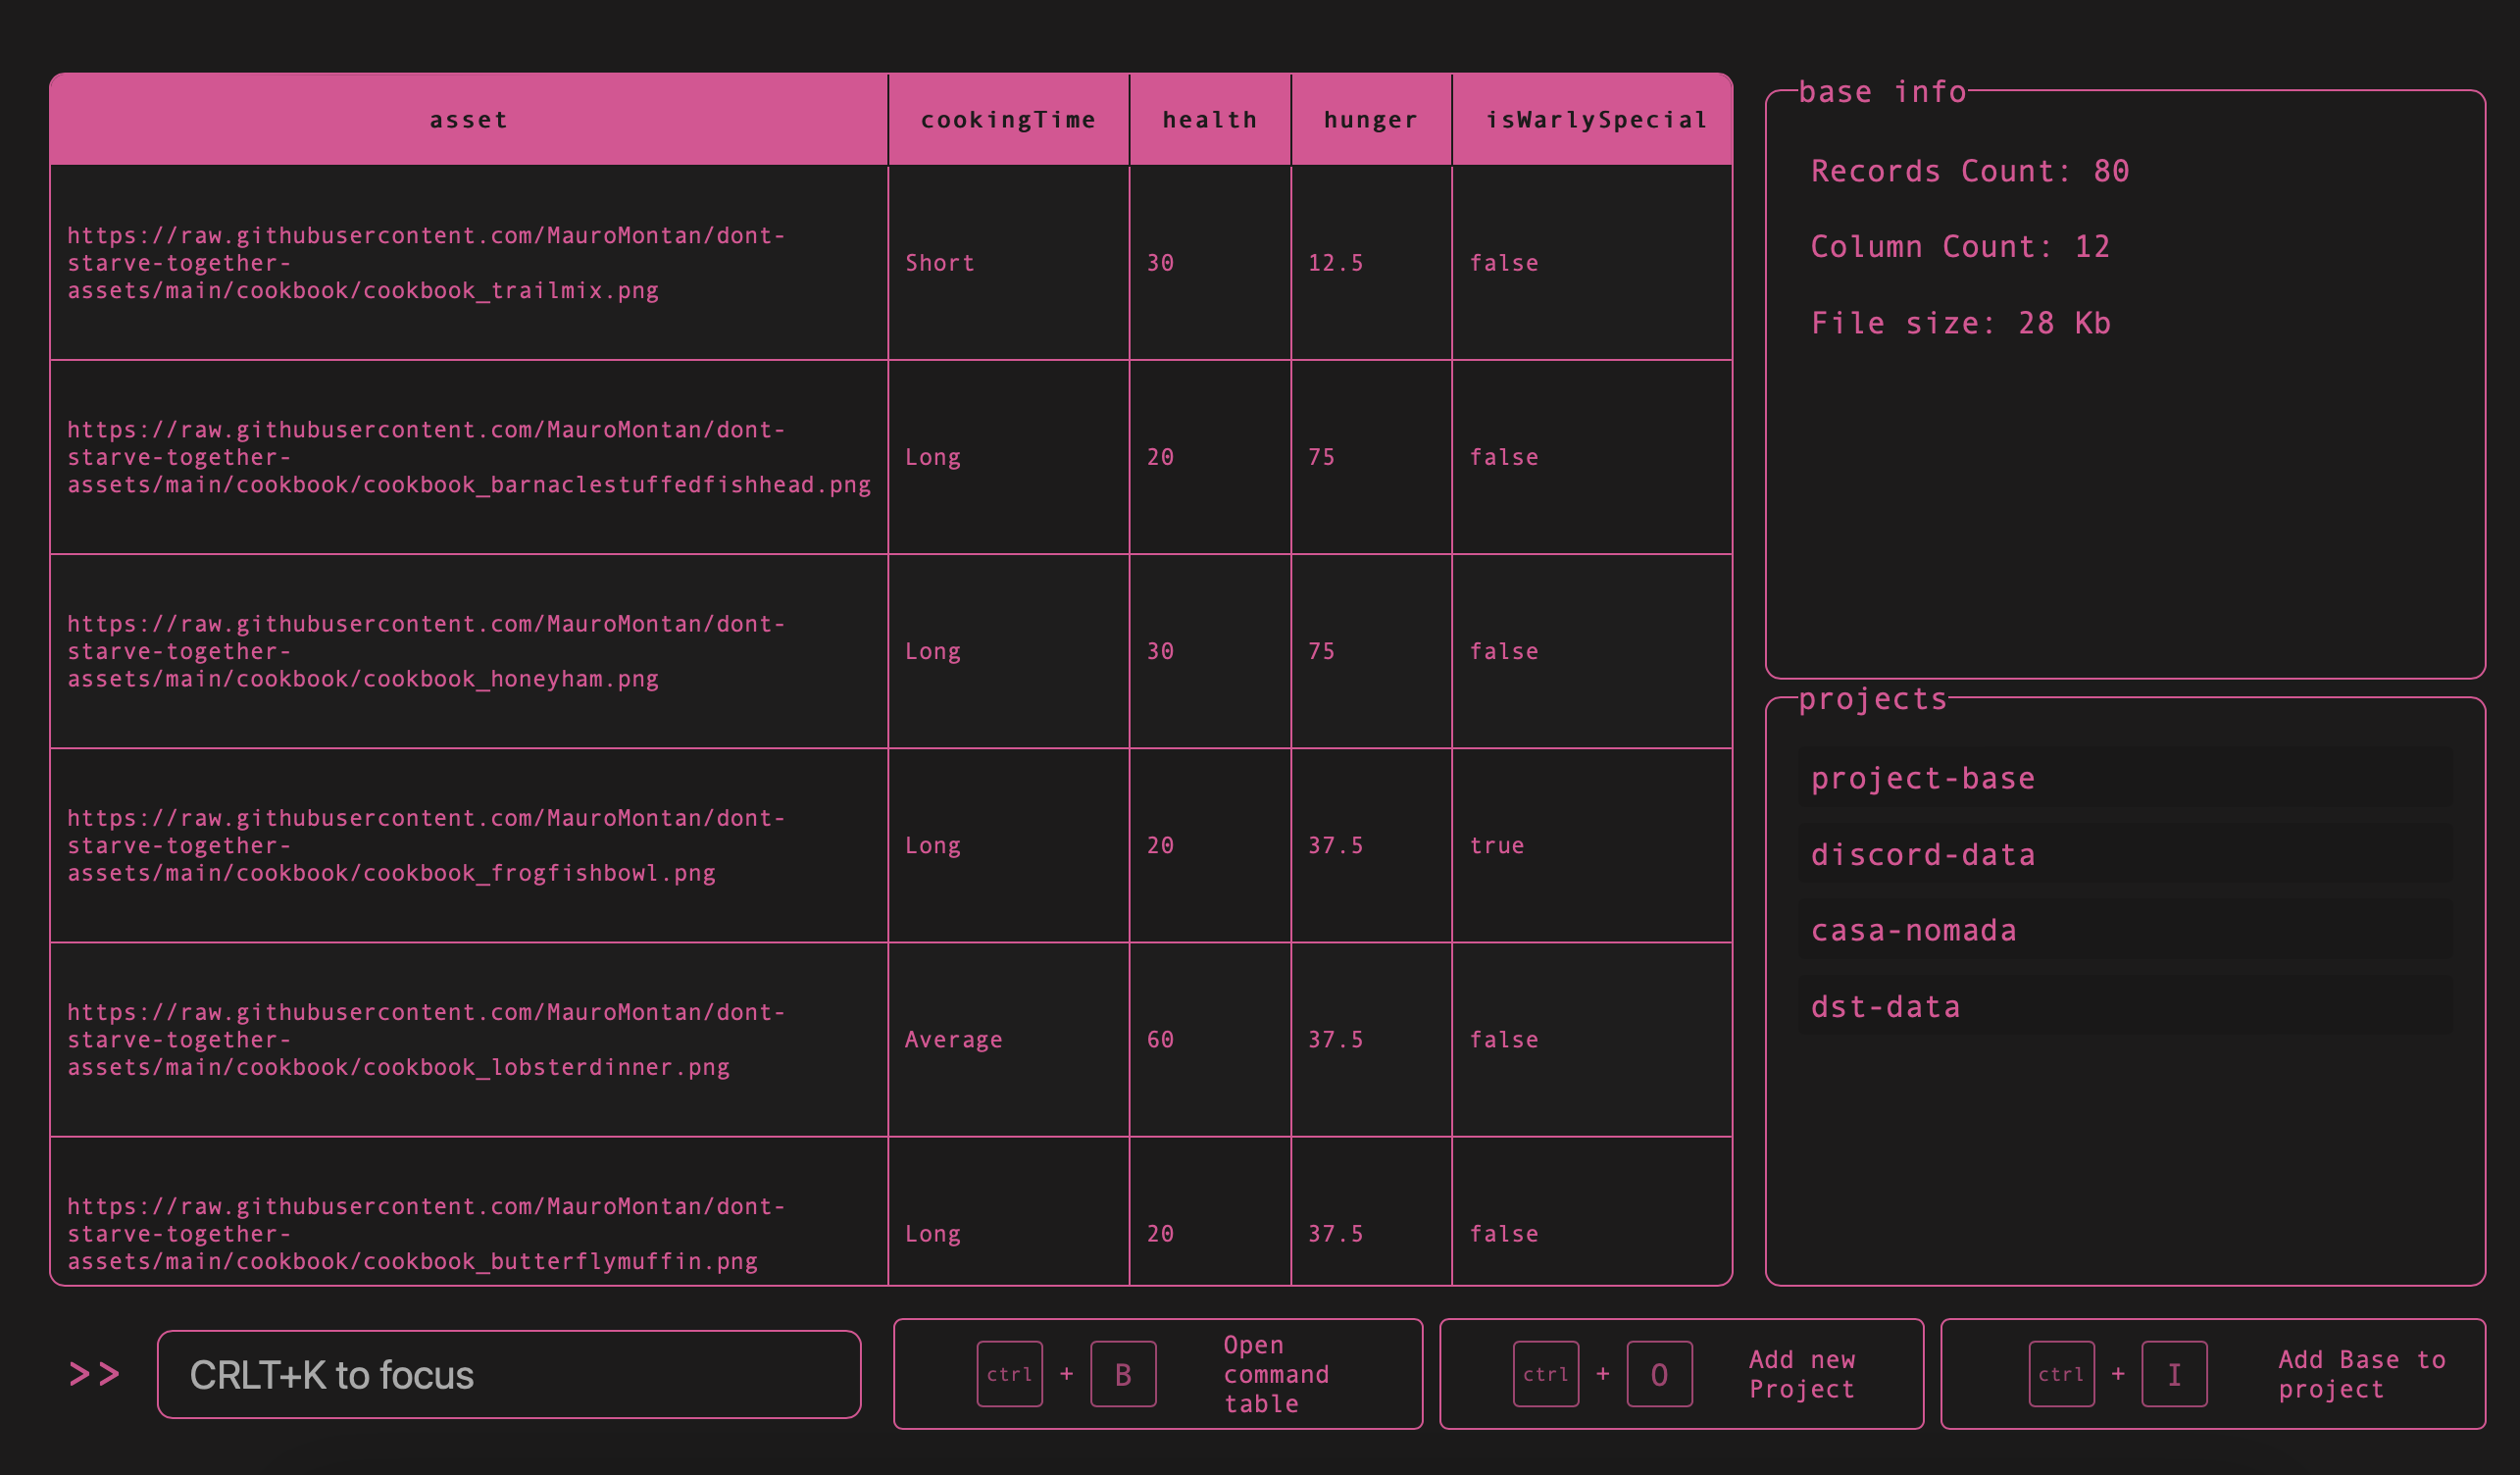 asset cookingTime health hunger isWarlySpecial
https://raw.githubusercontent.com/MauroMontan/dont-
starve-together-
assets/main/cookbook/cookbook_trailmix.png
Short 30 12.5 false
https://raw.githubusercontent.com/MauroMontan/dont-
starve-together-
assets/main/cookbook/cookbook_barnaclestuffedfishhead.png
Long 20 75 false
https://raw.githubusercontent.com/MauroMontan/dont-
starve-together-
assets/main/cookbook/cookbook_honeyham.png
Long 30 75 false
https://raw.githubusercontent.com/MauroMontan/dont-
starve-together-
assets/main/cookbook/cookbook_frogfishbowl.png
Long 20 37.5 true
https://raw.githubusercontent.com/MauroMontan/dont-
starve-together-
assets/main/cookbook/cookbook_lobsterdinner.png
Average 60 37.5 false
https://raw.githubusercontent.com/MauroMontan/dont-
starve-together-
assets/main/cookbook/cookbook_butterflymuffin.png
Long 20 37.5 false
base info
Records Count: 80
Column Count: 12
File size: 28 Kb
projects
project-base
discord-data
casa-nomada
dst-data
>> CRLT+K to focus
ctrl + B
Open
command
table
ctrl + O
Add new
Project
ctrl + I
Add Base to
project